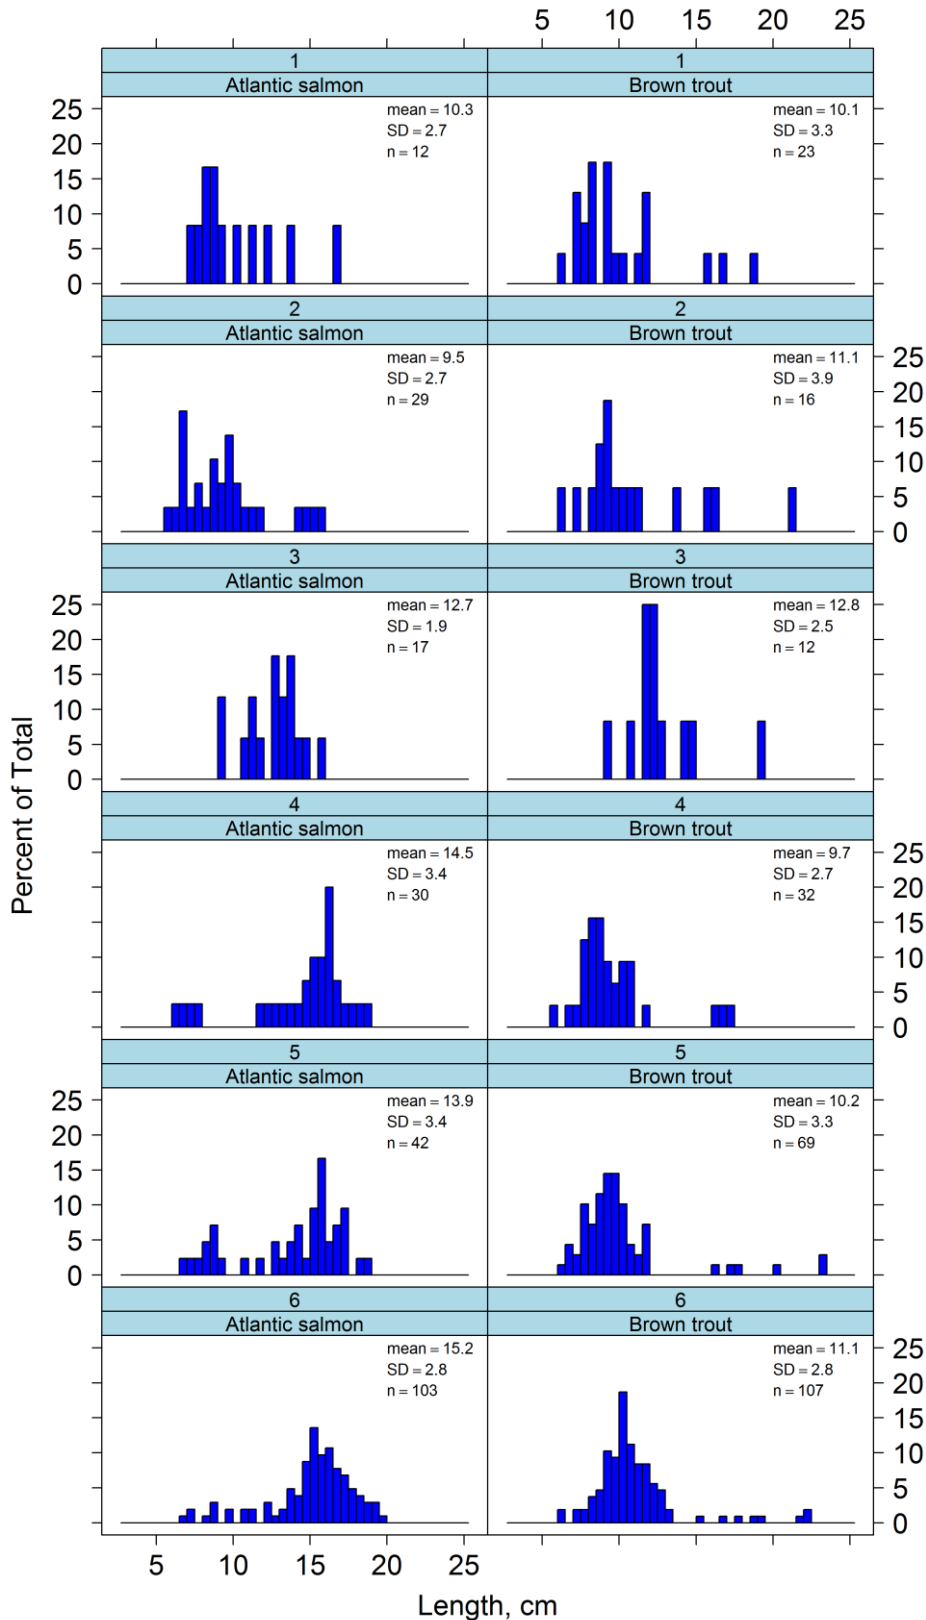 5 10 15 20 25
1 1
Atlantic salmon Brown trout
25 mean = 10.3 mean = 10.1
20 SD = 2.7 SD = 3.3
n = 12 n = 23
15
10
5
0
2 2
Atlantic salmon Brown trout
mean = 9.5 mean = 11.1 25
SD = 2.7 SD = 3.9 20
n = 29 n = 16
15
10
5
0
3 3
Atlantic salmon Brown trout
25 mean = 12.7 mean = 12.8
20 SD = 1.9 SD = 2.5
n = 17 n = 12
15
10
5
0
Percent of Total
4 4
Atlantic salmon Brown trout
mean = 14.5 mean = 9.7 25
SD = 3.4 SD = 2.7 20
n = 30 n = 32
15
10
5
0
5 5
Atlantic salmon Brown trout
25 mean = 13.9 mean = 10.2
20 SD = 3.4 SD = 3.3
n = 42 n = 69
15
10
5
0
6 6
Atlantic salmon Brown trout
mean = 15.2 mean = 11.1 25
SD = 2.8 SD = 2.8 20
n = 103 n = 107
15
10
5
0
5 10 15 20 25
Length, cm